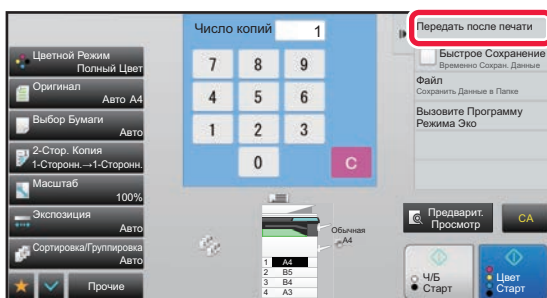 Число копий
1
Передать после печати
Цветной Режим
Полный Цвет
Оригинал
Авто A4
Выбор Бумаги
Авто
2-Стор. Копия
1-Сторонн.→1-Сторонн.
Масштаб
100%
Экспозиция
Авто
Сортировка/Группировка
Авто
Прочие
7 8 9
4 5 6
1 2 3
0 C
Обычная
A4
1 A4
2 B5
3 B4
4 A3
Быстрое Сохранение
Временно Сохран. Данные
Файл
Сохранить Данные в Папке
Вызовите Программу
Режима Эко
Предварит.
Просмотр
CA
Ч/Б
Старт
Цвет
Старт